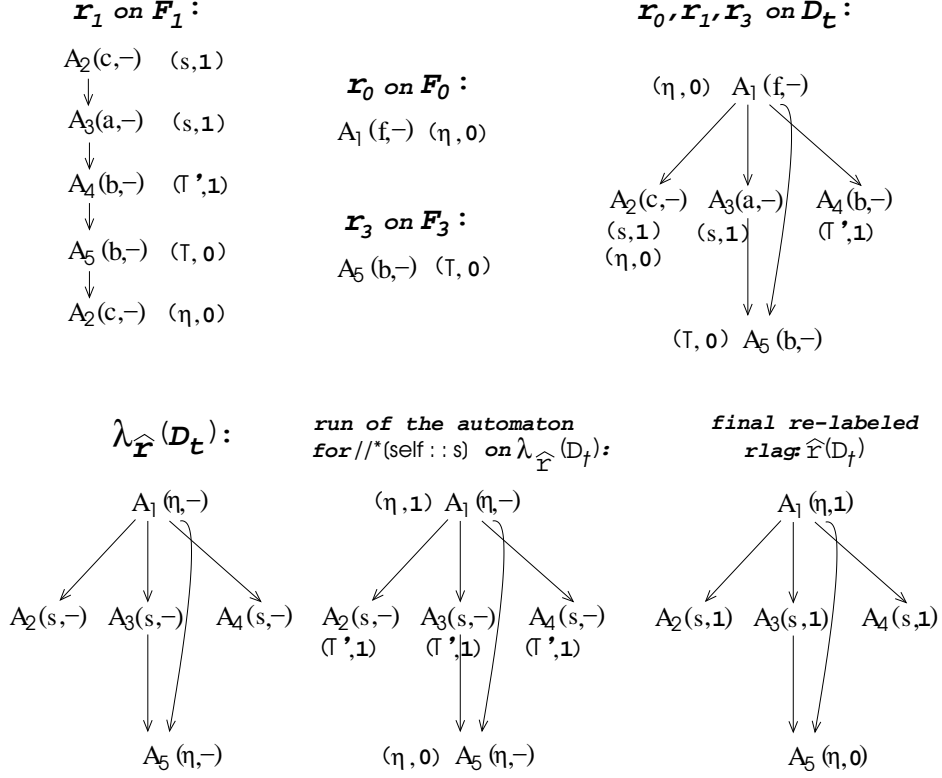 r1 on F1:
A2(c,–) (s,1)
A3(a,–) (s,1)
A4(b,–) (⊤',1)
A5(b,–) (⊤,0)
A2(c,–) (η,0)
r0 on F0:
A1(f,–) (η,0)
r3 on F3:
A5(b,–) (⊤,0)
r0,r1,r3 on Dt:
(η,0) A1(f,–)
A2(c,–) A3(a,–) A4(b,–)
(s,1) (s,1) (⊤',1)
(η,0)
(⊤,0) A5(b,–)
λr̂(Dt):
A1(η,–)
A2(s,–) A3(s,–) A4(s,–)
A5(η,–)
run of the automaton
for //*[self::s] on λr̂(Dt):
(η,1) A1(η,–)
A2(s,–) A3(s,–) A4(s,–)
(⊤',1) (⊤',1) (⊤',1)
(η,0) A5(η,–)
final re-labeled
rlag: r̂(Dt)
A1(η,1)
A2(s,1) A3(s,1) A4(s,1)
A5(η,0)